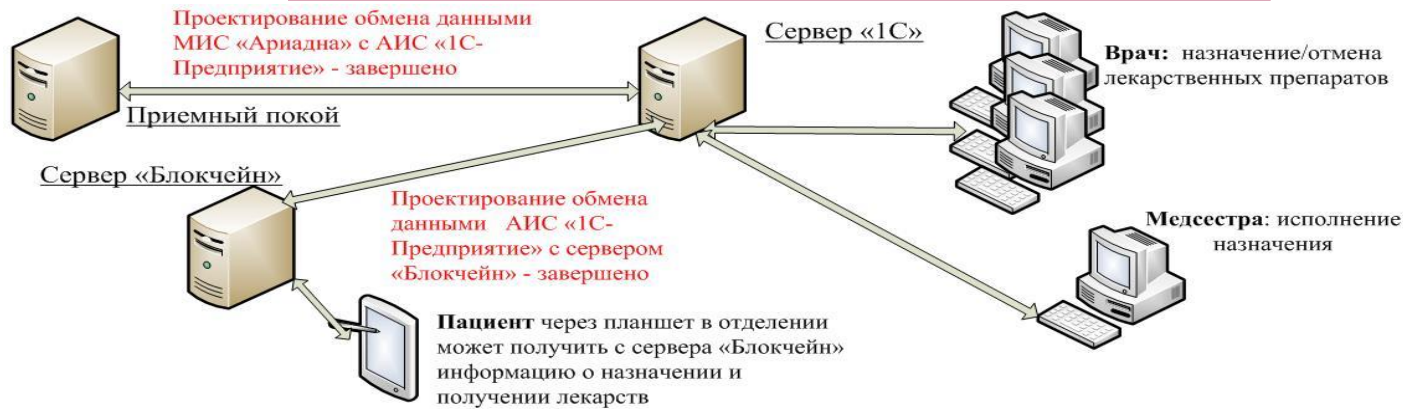 Проектирование обмена данными
МИС «Ариадна» с АИС «1С-
Предприятие» - завершено
Приемный покой
Сервер «1С»
Врач: назначение/отмена
лекарственных препаратов
Сервер «Блокчейн»
Проектирование обмена
данными АИС «1С-
Предприятие» с сервером
«Блокчейн» - завершено
Медсестра: исполнение
назначения
Пациент через планшет в отделении
может получить с сервера «Блокчейн»
информацию о назначении и
получении лекарств